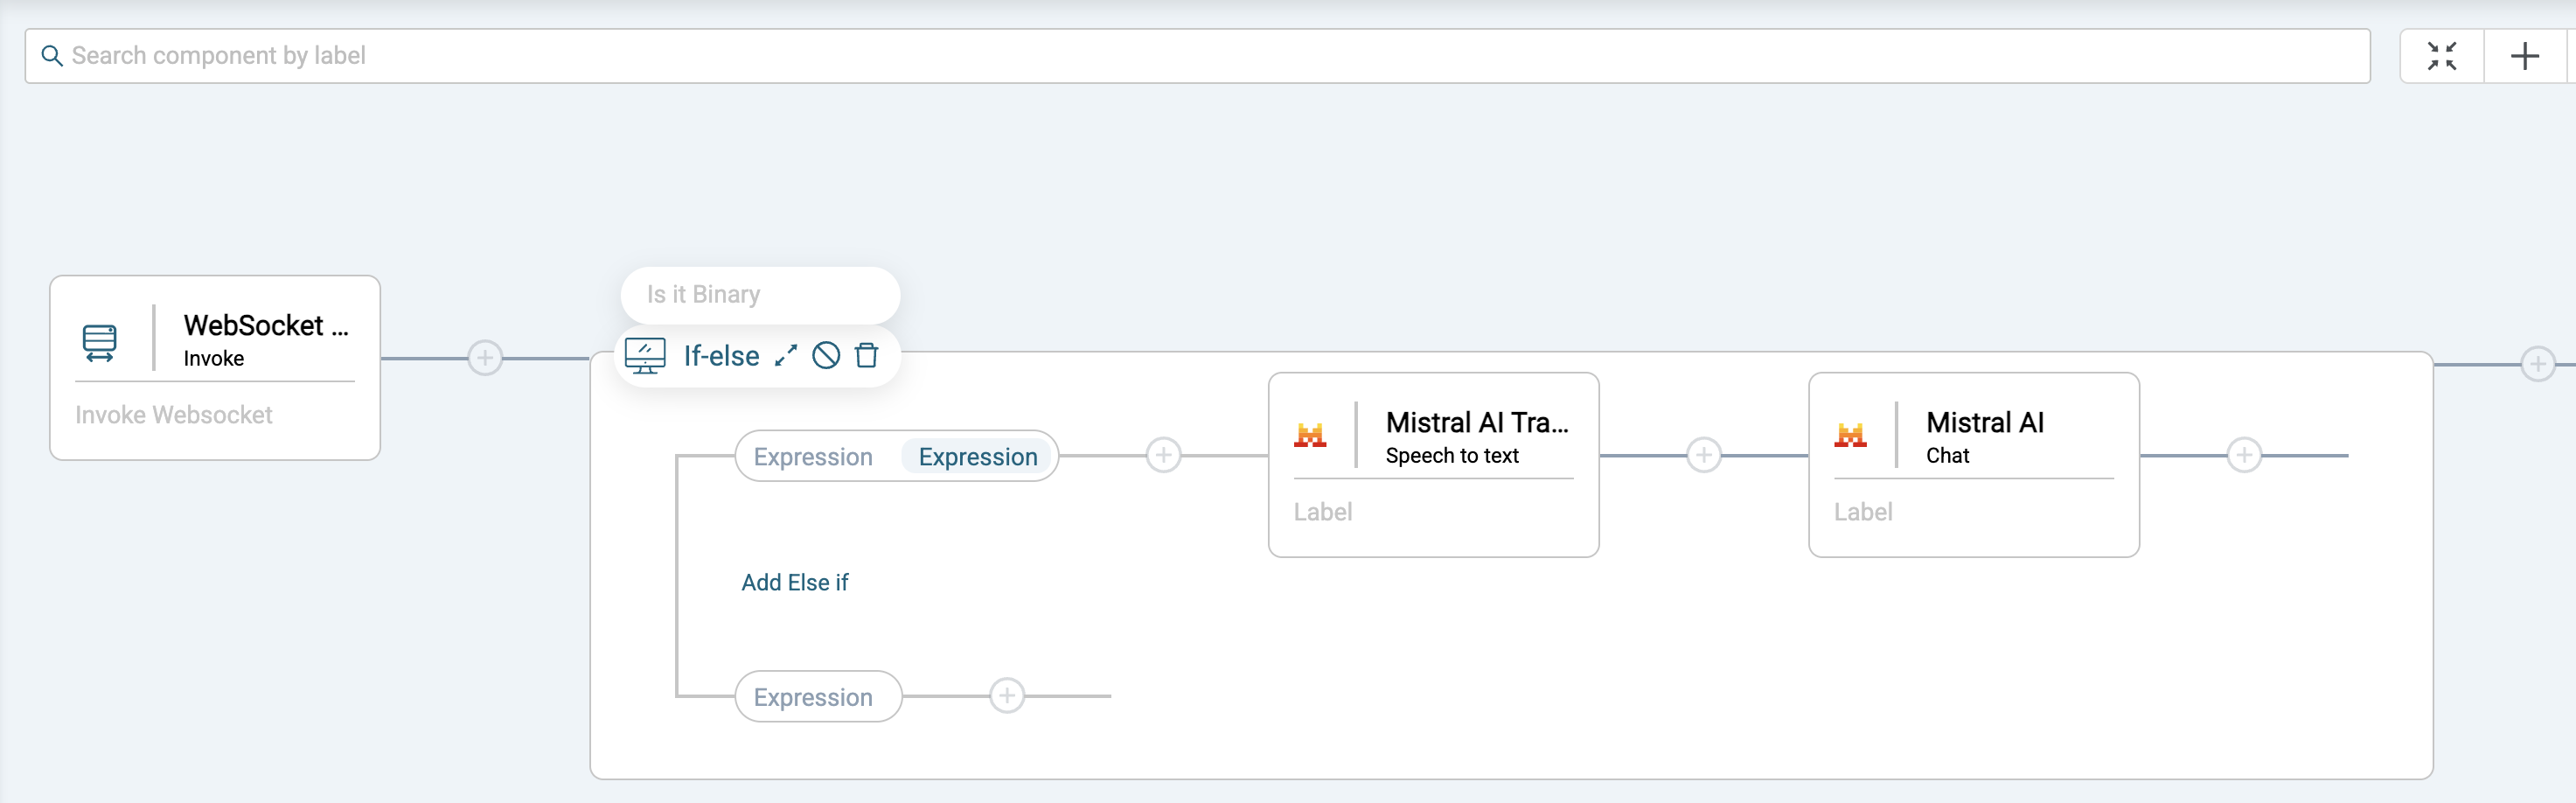 Search component by label
WebSocket ...
Invoke
Invoke Websocket
Is it Binary
If-else
Expression Expression
Mistral AI Tra...
Speech to text
Label
Mistral AI
Chat
Label
Add Else if
Expression